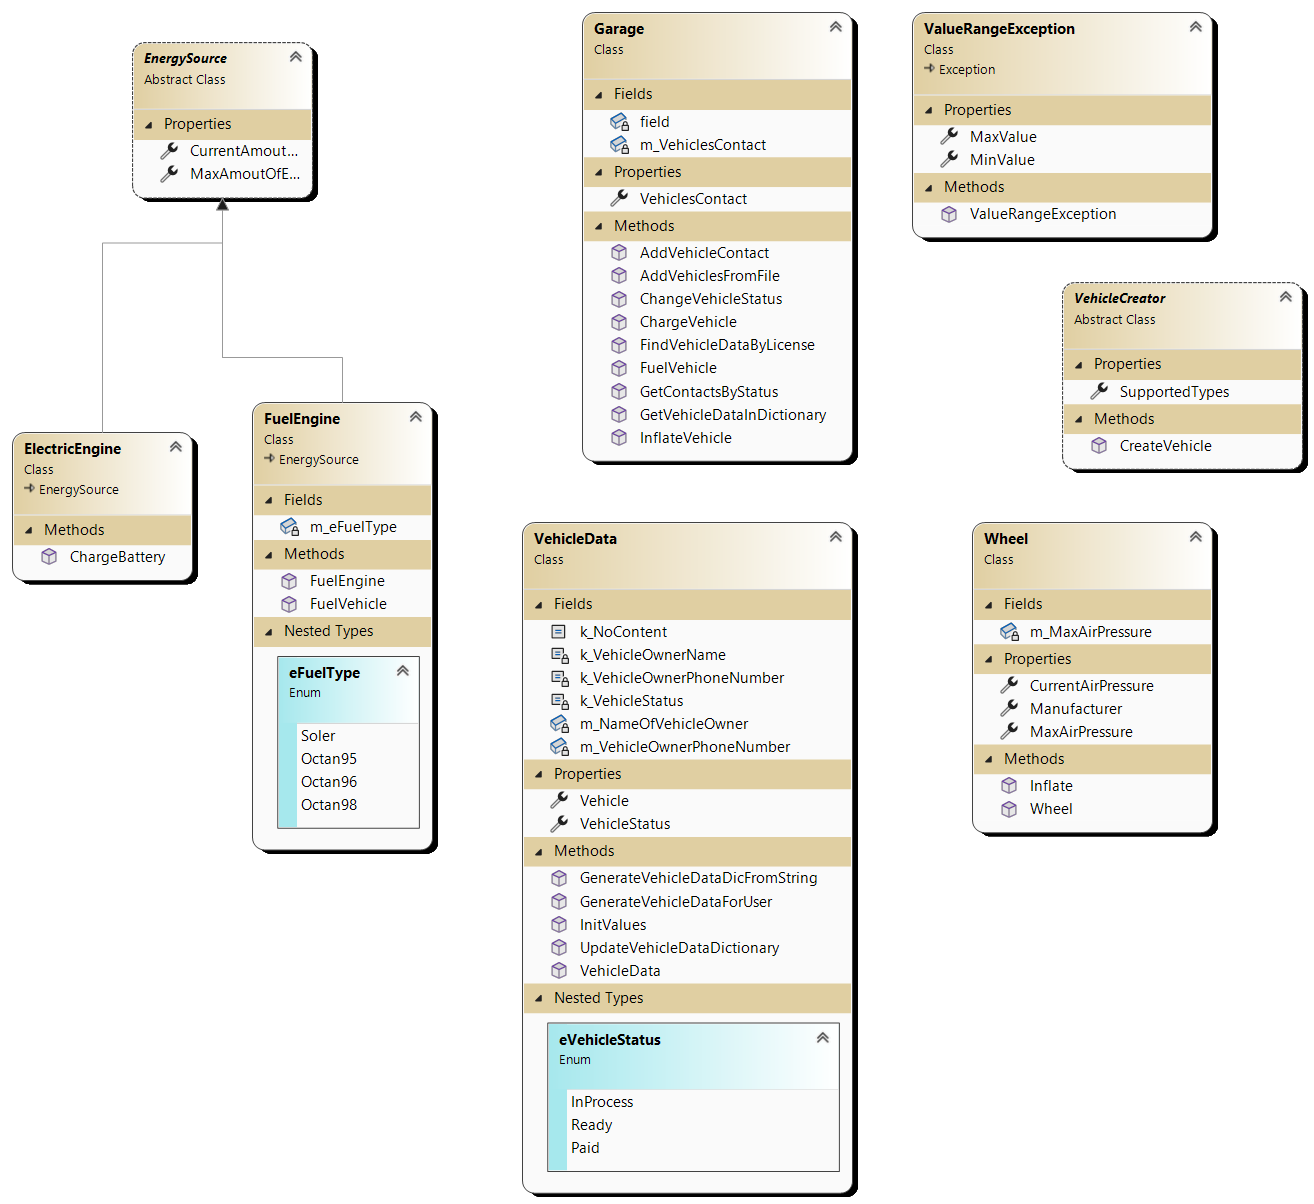 EnergySource
Abstract Class
Properties
CurrentAmout...
MaxAmoutOfE...
ElectricEngine
Class
EnergySource
Methods
ChargeBattery
FuelEngine
Class
EnergySource
Fields
m_eFuelType
Methods
FuelEngine
FuelVehicle
Nested Types
eFuelType
Enum
Soler
Octan95
Octan96
Octan98
Garage
Class
Fields
field
m_VehiclesContact
Properties
VehiclesContact
Methods
AddVehicleContact
AddVehiclesFromFile
ChangeVehicleStatus
ChargeVehicle
FindVehicleDataByLicense
FuelVehicle
GetContactsByStatus
GetVehicleDataInDictionary
InflateVehicle
ValueRangeException
Class
Exception
Properties
MaxValue
MinValue
Methods
ValueRangeException
VehicleCreator
Abstract Class
Properties
SupportedTypes
Methods
CreateVehicle
VehicleData
Class
Fields
k_NoContent
k_VehicleOwnerName
k_VehicleOwnerPhoneNumber
k_VehicleStatus
m_NameOfVehicleOwner
m_VehicleOwnerPhoneNumber
Properties
Vehicle
VehicleStatus
Methods
GenerateVehicleDataDicFromString
GenerateVehicleDataForUser
InitValues
UpdateVehicleDataDictionary
VehicleData
Nested Types
eVehicleStatus
Enum
InProcess
Ready
Paid
Wheel
Class
Fields
m_MaxAirPressure
Properties
CurrentAirPressure
Manufacturer
MaxAirPressure
Methods
Inflate
Wheel